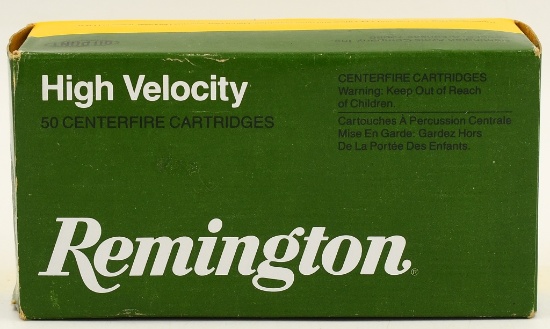 High Velocity
50 CENTERFIRE CARTRIDGES
CENTERFIRE CARTRIDGES
Warning: Keep Out of Reach
of Children.
Cartouches À Percussion Centrale
Mise En Garde: Gardez Hors
De La Portée Des Enfants.
Remington®